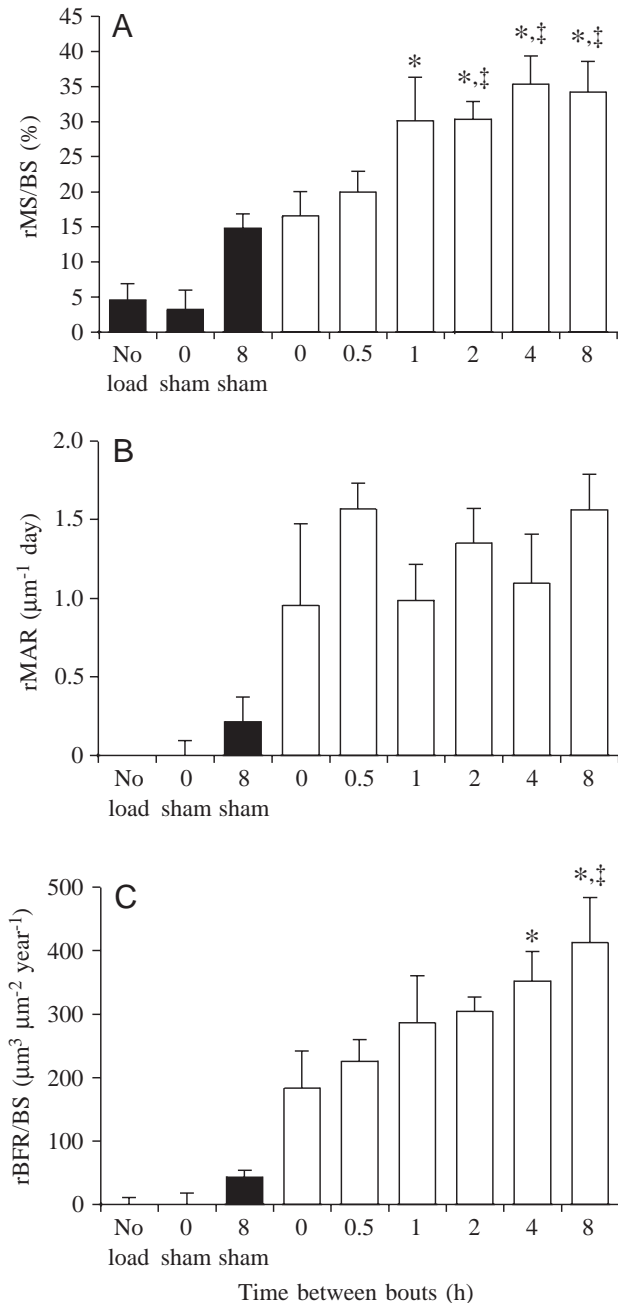 A
rMS/BS (%)
45
40
35
30
25
20
15
10
5
0
*
*,‡
*,‡
*,‡
No load
0 sham
8 sham
0
0.5
1
2
4
8
B
rMAR (µm⁻¹ day)
2.0
1.5
1.0
0.5
0
No load
0 sham
8 sham
0
0.5
1
2
4
8
C
rBFR/BS (µm³ µm⁻² year⁻¹)
500
400
300
200
100
0
*
*,‡
No load
0 sham
8 sham
0
0.5
1
2
4
8
Time between bouts (h)